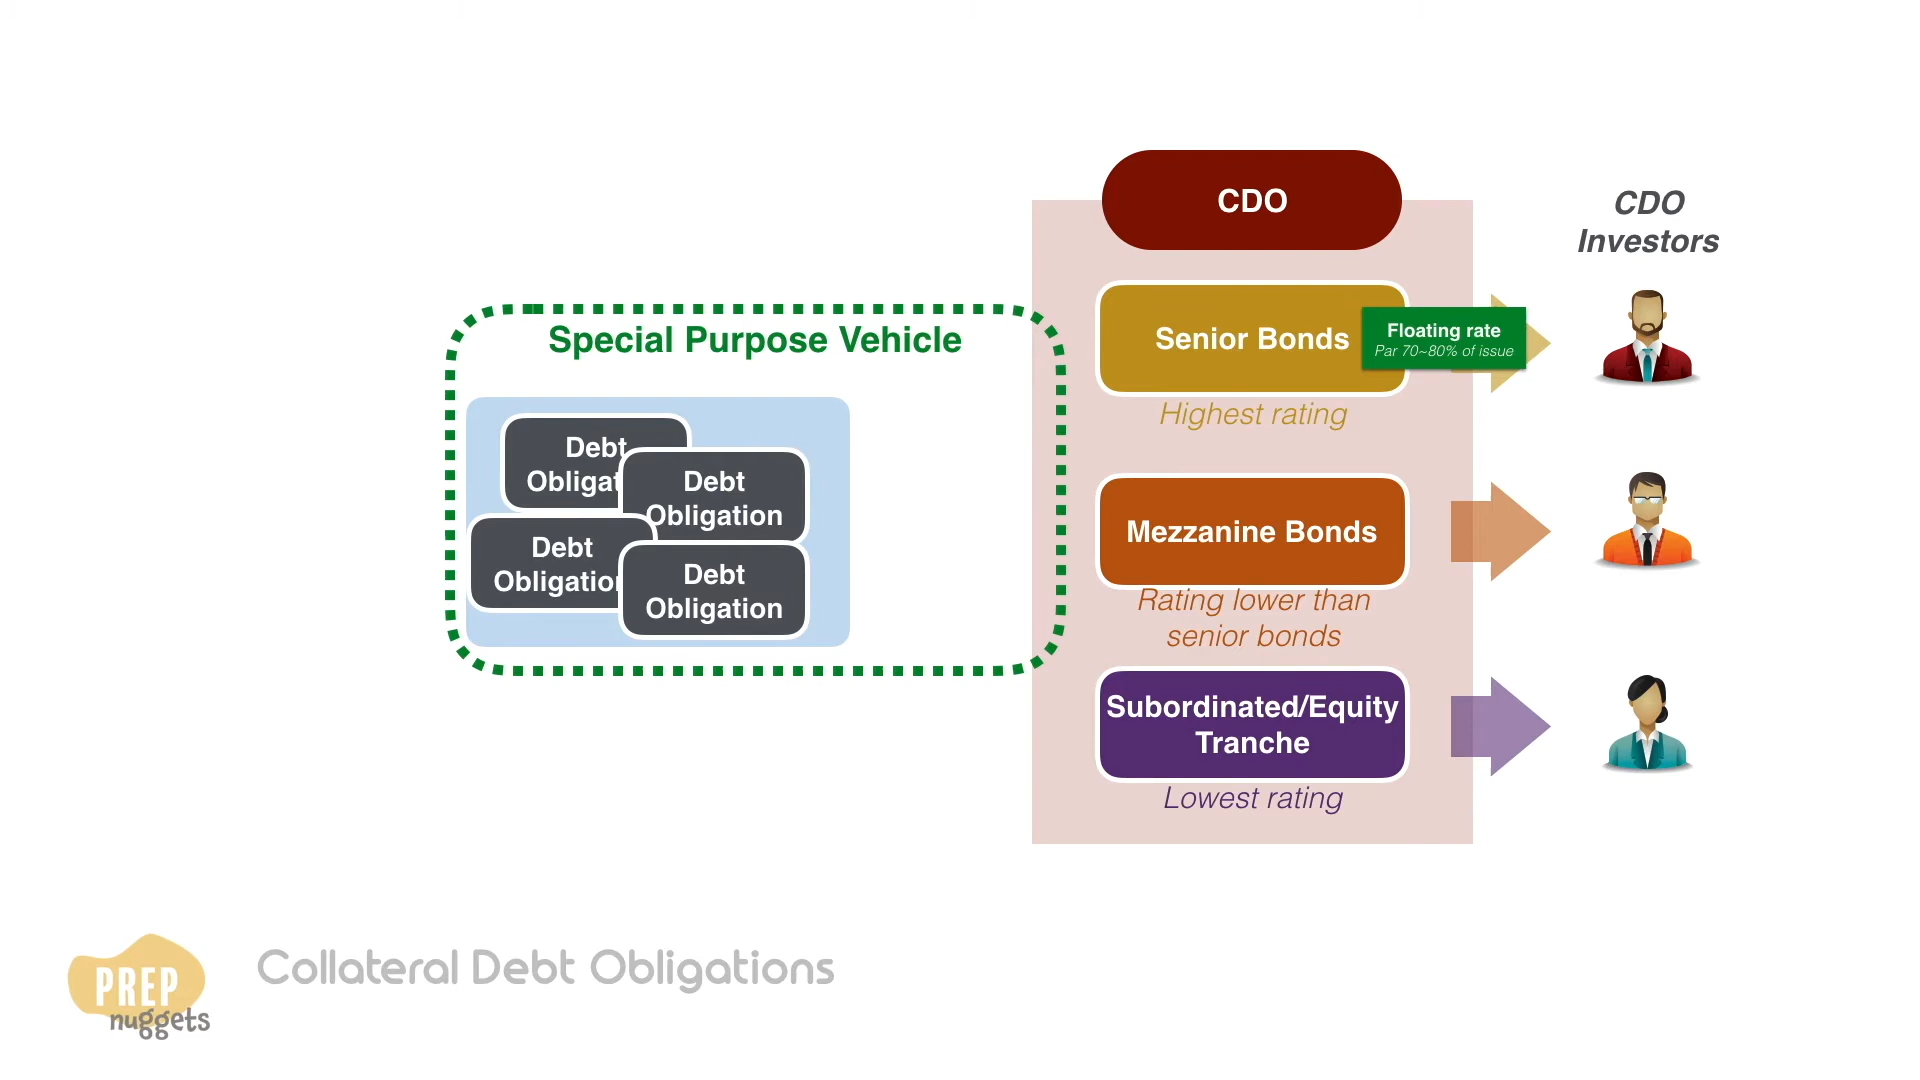 CDO
CDO
Investors
Special Purpose Vehicle
Senior Bonds
Floating rate
Par 70~80% of issue
Highest rating
Debt
Obligat
Debt
Obligation
Debt
Obligation
Debt
Obligation
Mezzanine Bonds
Rating lower than
senior bonds
Subordinated/Equity
Tranche
Lowest rating
PREP
nuggets
Collateral Debt Obligations